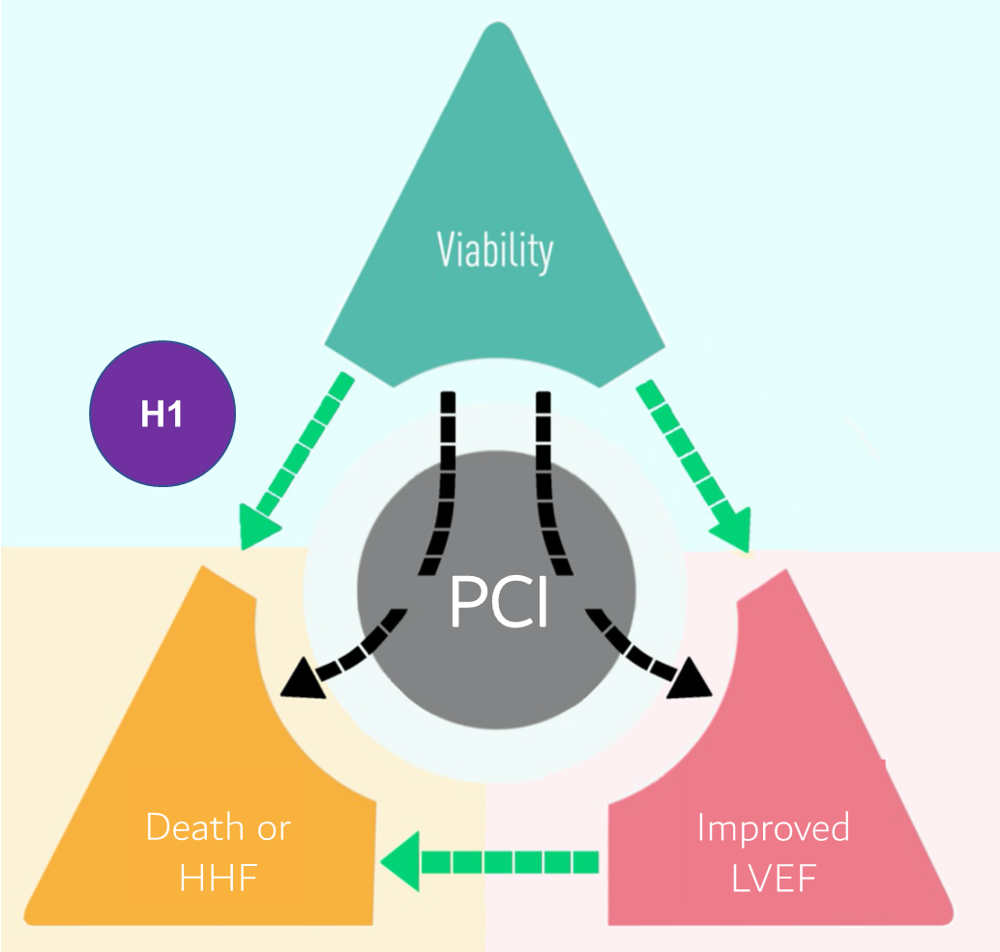 Viability
H1
PCI
Death or
HHF
Improved
LVEF